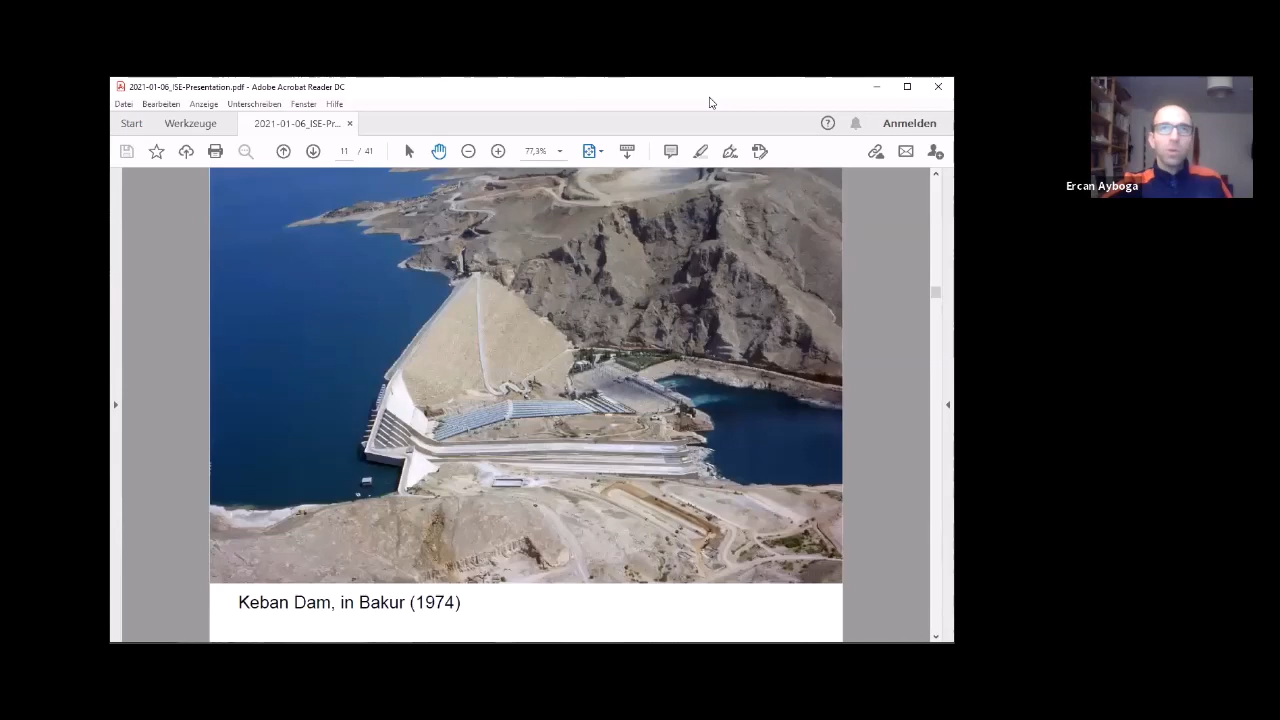 2021-01-06_ISE-Presentation.pdf - Adobe Acrobat Reader DC
Datei Bearbeiten Anzeige Unterschreiben Fenster Hilfe
Start Werkzeuge 2021-01-06_ISE-Pr... × Anmelden
11 / 41 77,3%
Ercan Ayboga
Keban Dam, in Bakur (1974)